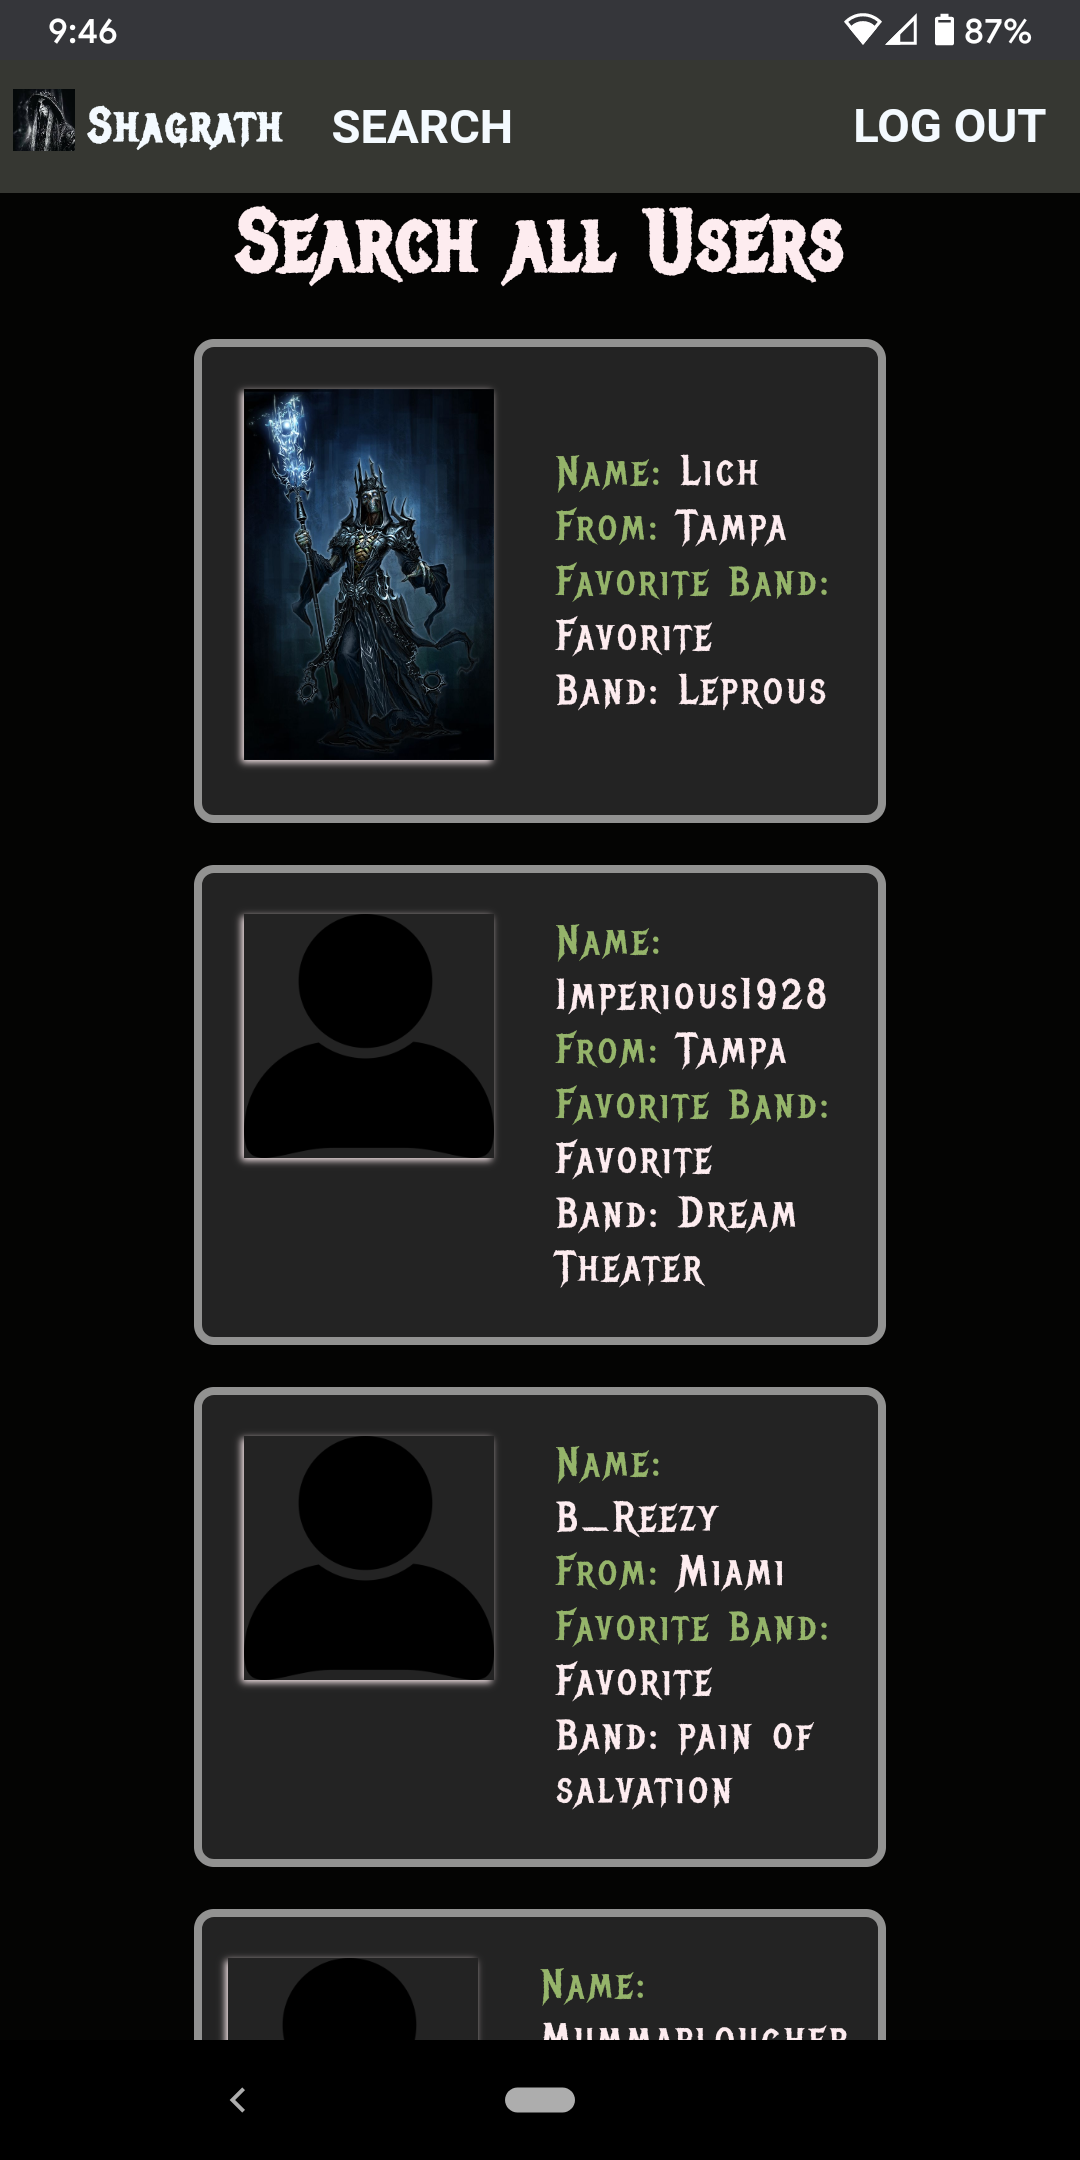 9:46 87%
Shagrath SEARCH LOG OUT
Search all Users
Name: Lich
From: Tampa
Favorite Band:
Favorite
Band: Leprous
Name:
Imperious1928
From: Tampa
Favorite Band:
Favorite
Band: Dream
Theater
Name:
B_Reezy
From: Miami
Favorite Band:
Favorite
Band: pain of
salvation
Name: